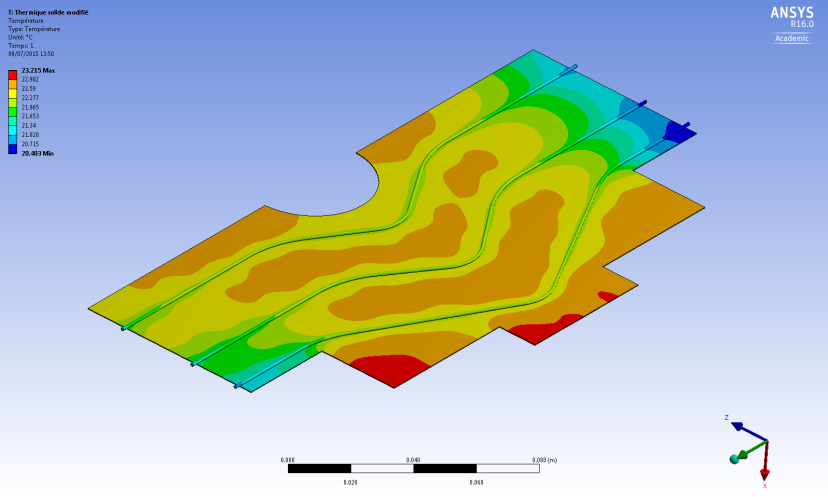 T: Thermique solide modifié
Température
Type: Température
Unité: °C
Temps: 1
08/07/2015 13:50
23.215 Max
22.902
22.59
22.277
21.965
21.653
21.34
21.028
20.715
20.403 Min
ANSYS
R16.0
Academic
0.000
0.040
0.080 (m)
0.020
0.060
Z
X